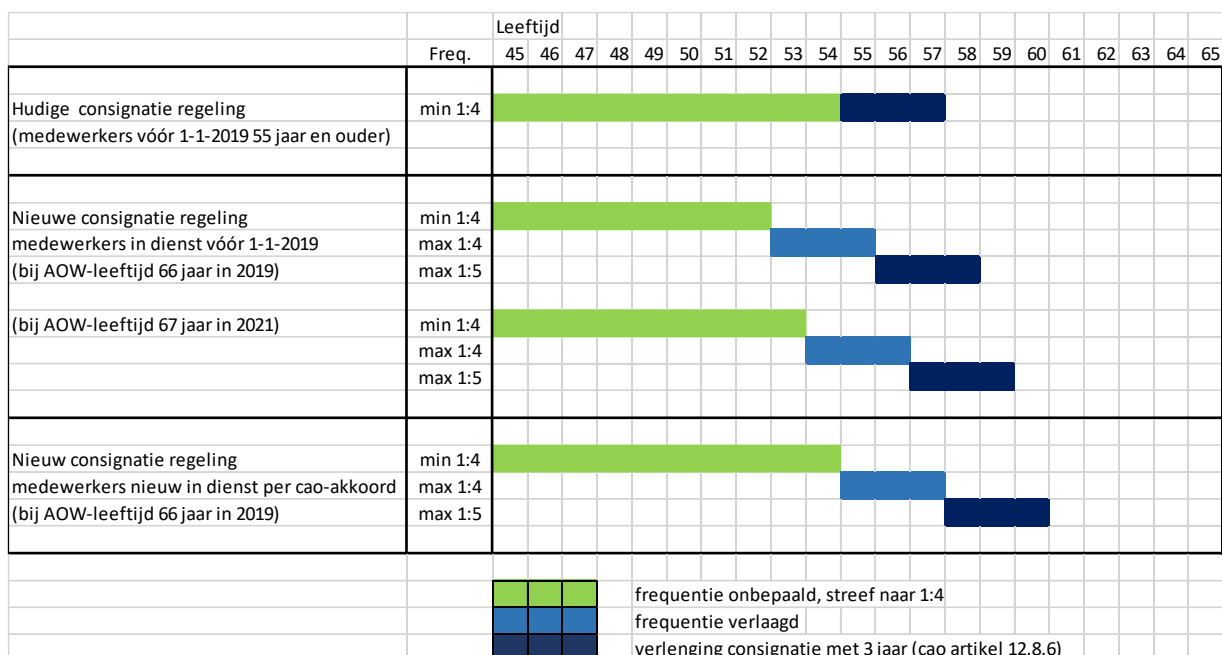 Leeftijd
Freq. 45 46 47 48 49 50 51 52 53 54 55 56 57 58 59 60 61 62 63 64 65
Hudige consignatie regeling min 1:4
(medewerkers vóór 1-1-2019 55 jaar en ouder)
Nieuwe consignatie regeling min 1:4
medewerkers in dienst vóór 1-1-2019 max 1:4
(bij AOW-leeftijd 66 jaar in 2019) max 1:5
(bij AOW-leeftijd 67 jaar in 2021) min 1:4
max 1:4
max 1:5
Nieuw consignatie regeling min 1:4
medewerkers nieuw in dienst per cao-akkoord max 1:4
(bij AOW-leeftijd 66 jaar in 2019) max 1:5
frequentie onbepaald, streef naar 1:4
frequentie verlaagd
verlenging consignatie met 3 jaar (cao artikel 12.8.6)